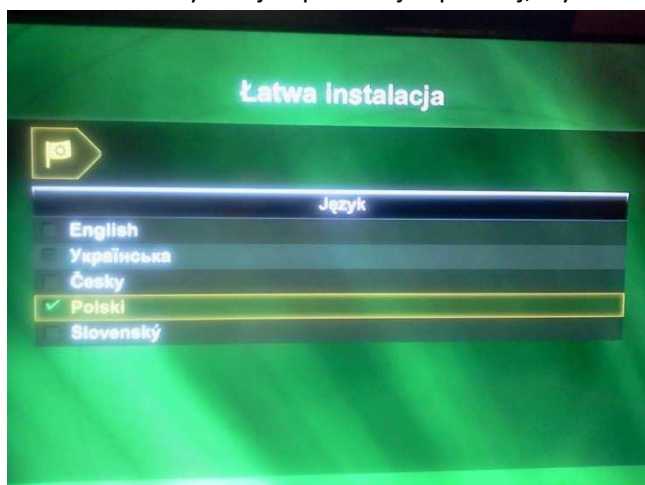 Łatwa instalacja
Język
English
Українська
Česky
Polski
Slovenský